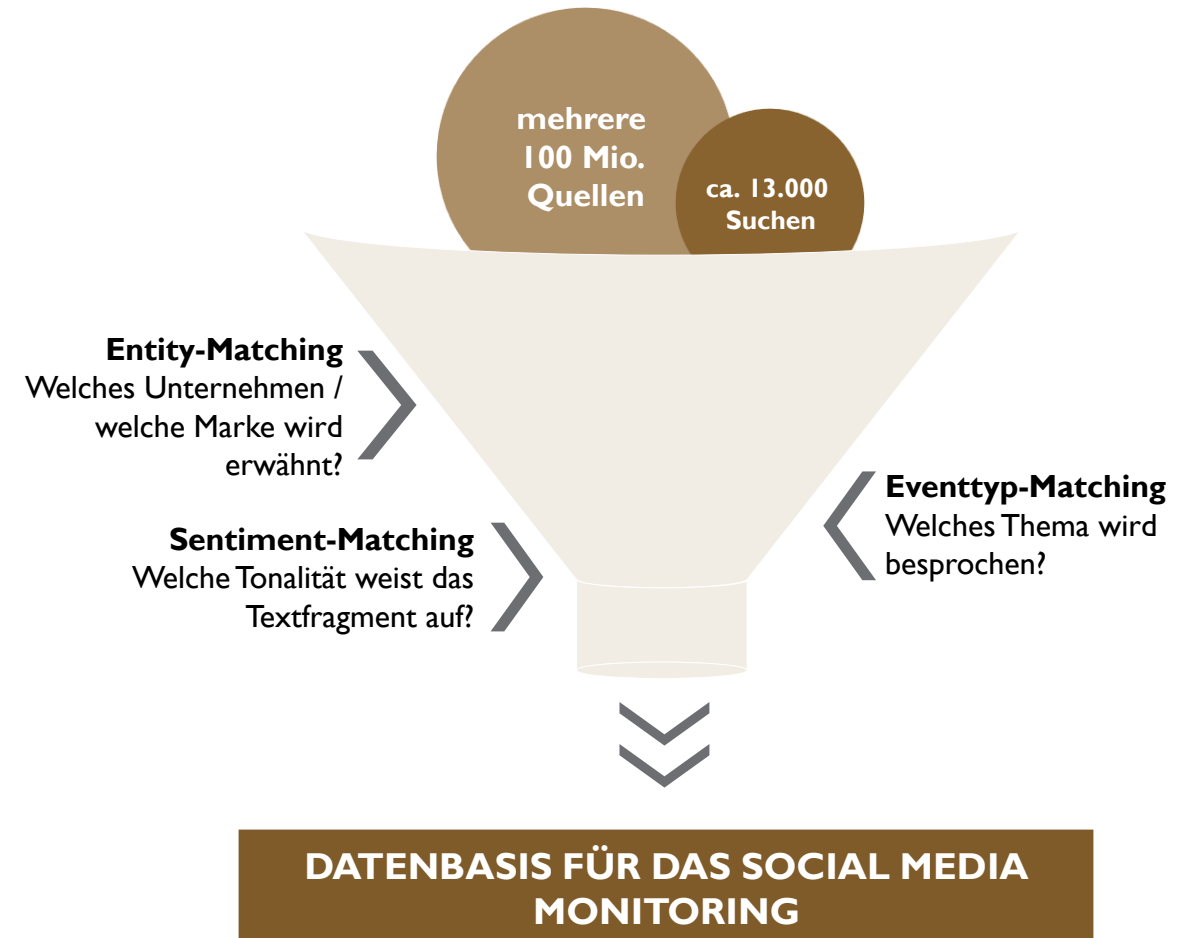 mehrere
100 Mio.
Quellen
ca. 13.000
Suchen
Entity-Matching
Welches Unternehmen /
welche Marke wird
erwähnt?
Eventtyp-Matching
Welches Thema wird
besprochen?
Sentiment-Matching
Welche Tonalität weist das
Textfragment auf?
DATENBASIS FÜR DAS SOCIAL MEDIA
MONITORING